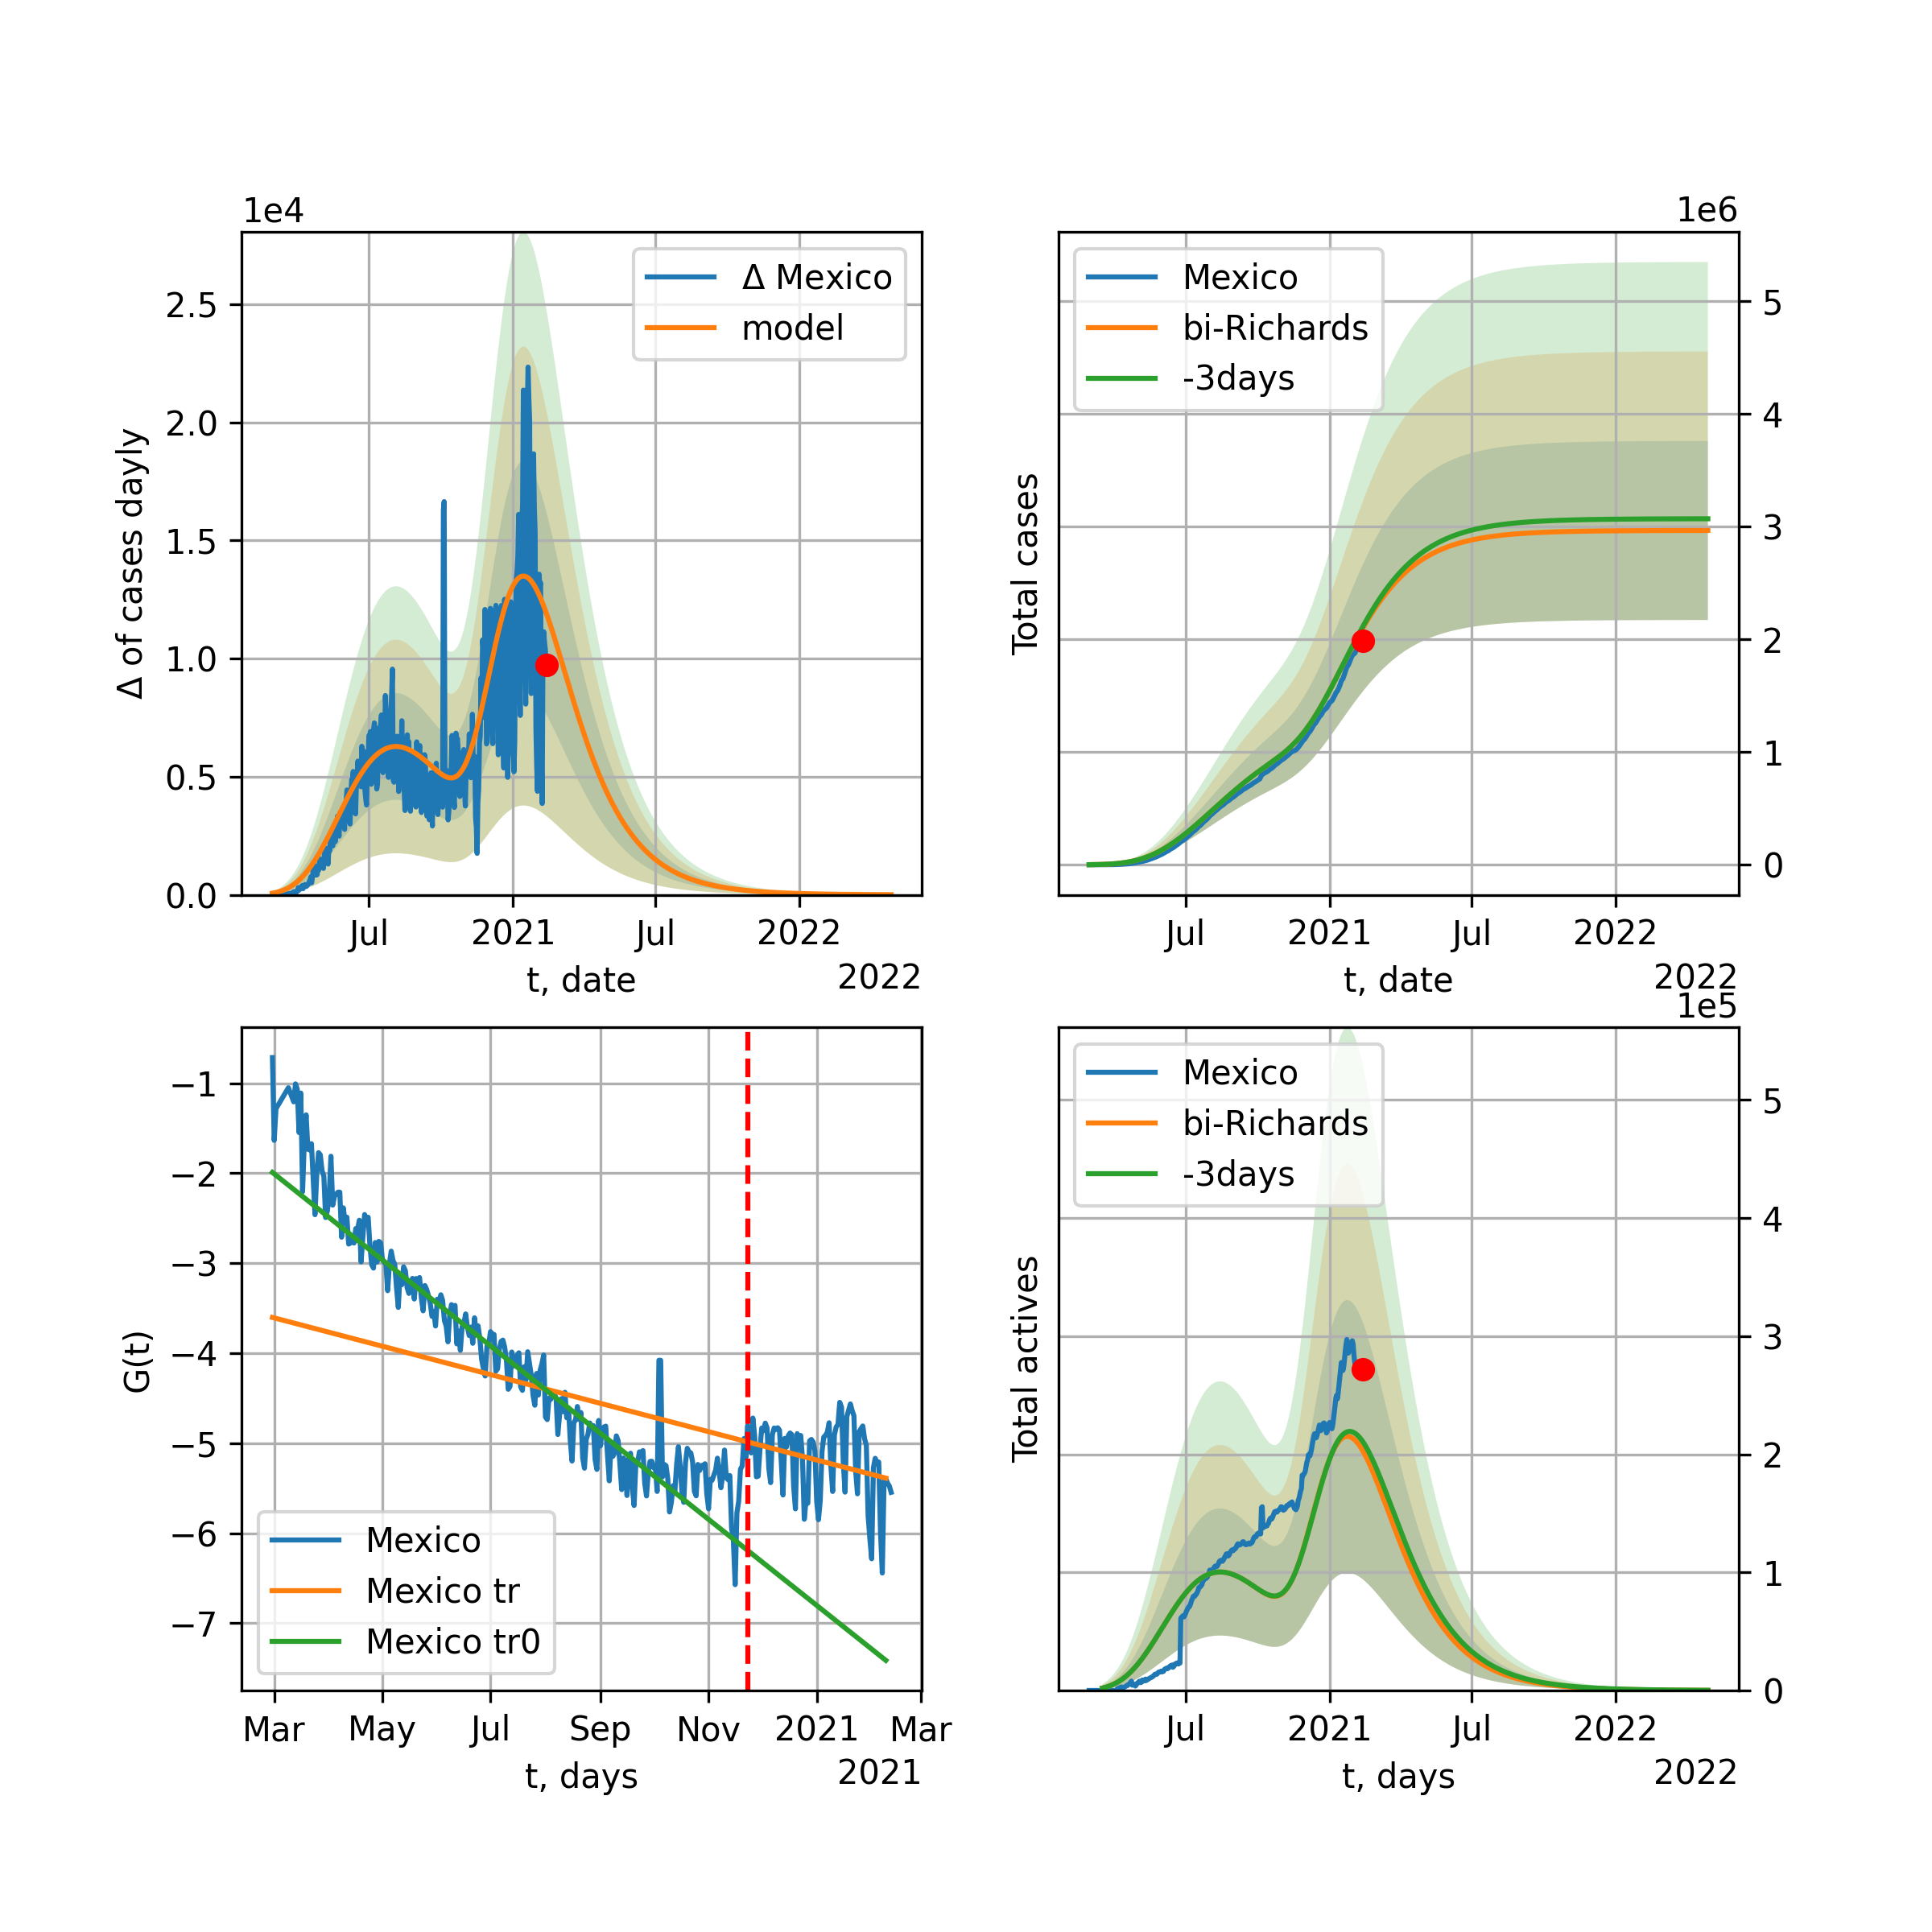 1e4
Δ of cases dayly
2.5
2.0
1.5
1.0
0.5
0.0
Δ Mexico
model
Jul
2021
Jul
2022
t, date
2022
1e6
Total cases
Mexico
bi-Richards
-3days
5
4
3
2
1
0
Jul
2021
Jul
2022
t, date
2022
G(t)
−1
−2
−3
−4
−5
−6
−7
Mexico
Mexico tr
Mexico tr0
Mar
May
Jul
Sep
Nov
2021
Mar
t, days
2021
1e5
Total actives
Mexico
bi-Richards
-3days
5
4
3
2
1
0
Jul
2021
Jul
2022
t, days
2022